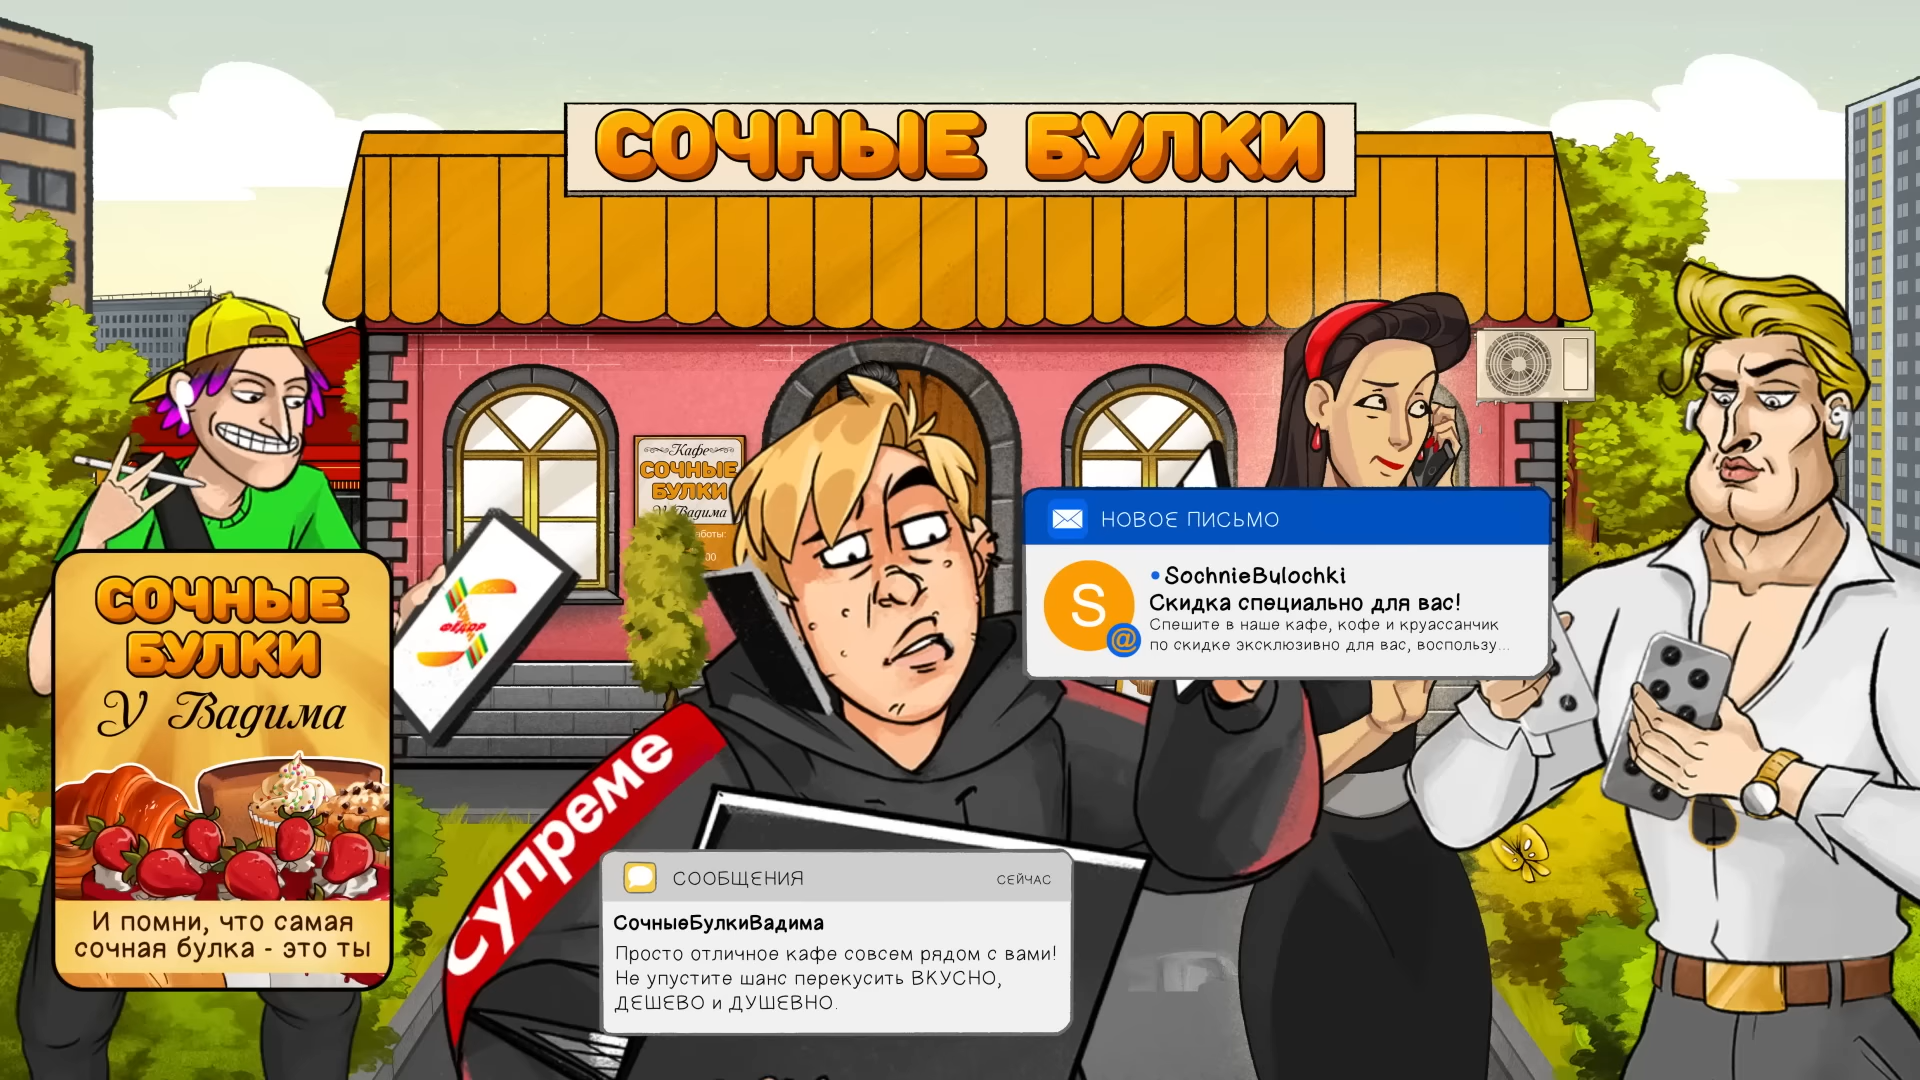 СОЧНЫЕ БУЛКИ
Кафе
СОЧНЫЕ
БУЛКИ
У Вадима
СОЧНЫЕ
БУЛКИ
У Вадима
И помни, что самая
сочная булка - это ты
ФЁДОР
супреме
НОВОЕ ПИСЬМО
S
@
SochnieBulochki
Скидка специально для вас!
Спешите в наше кафе, кофе и круассанчик
по скидке эксклюзивно для вас, воспользу...
СООБЩЕНИЯ
СЕЙЧАС
СочныеБулкиВадима
Просто отличное кафе совсем рядом с вами!
Не упустите шанс перекусить ВКУСНО,
ДЕШЕВО и ДУШЕВНО.